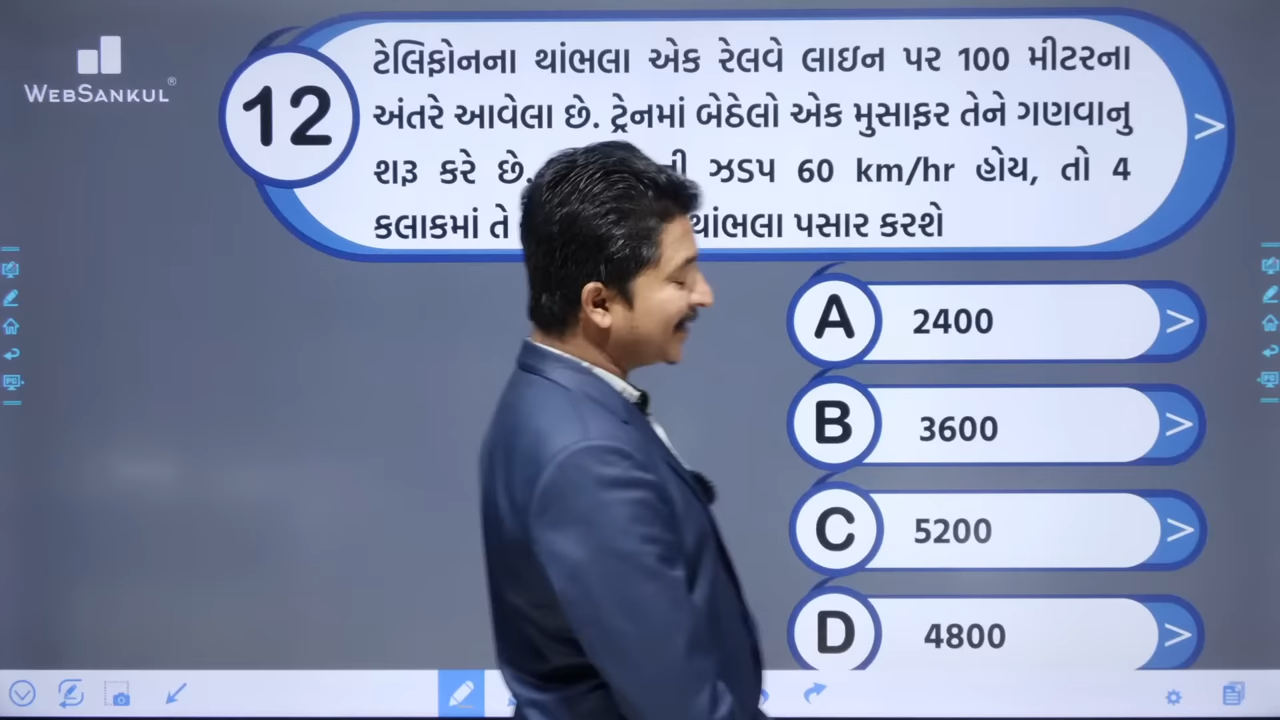 WEBSANKUL®
12
ટેલિફોનના થાંભલા એક રેલવે લાઇન પર 100 મીટરના
અંતરે આવેલા છે. ટ્રેનમાં બેઠેલો એક મુસાફર તેને ગણવાનુ
શરૂ કરે છે. ઝડપ 60 km/hr હોય, તો 4
કલાકમાં તે થાંભલા પસાર કરશે
A 2400
B 3600
C 5200
D 4800